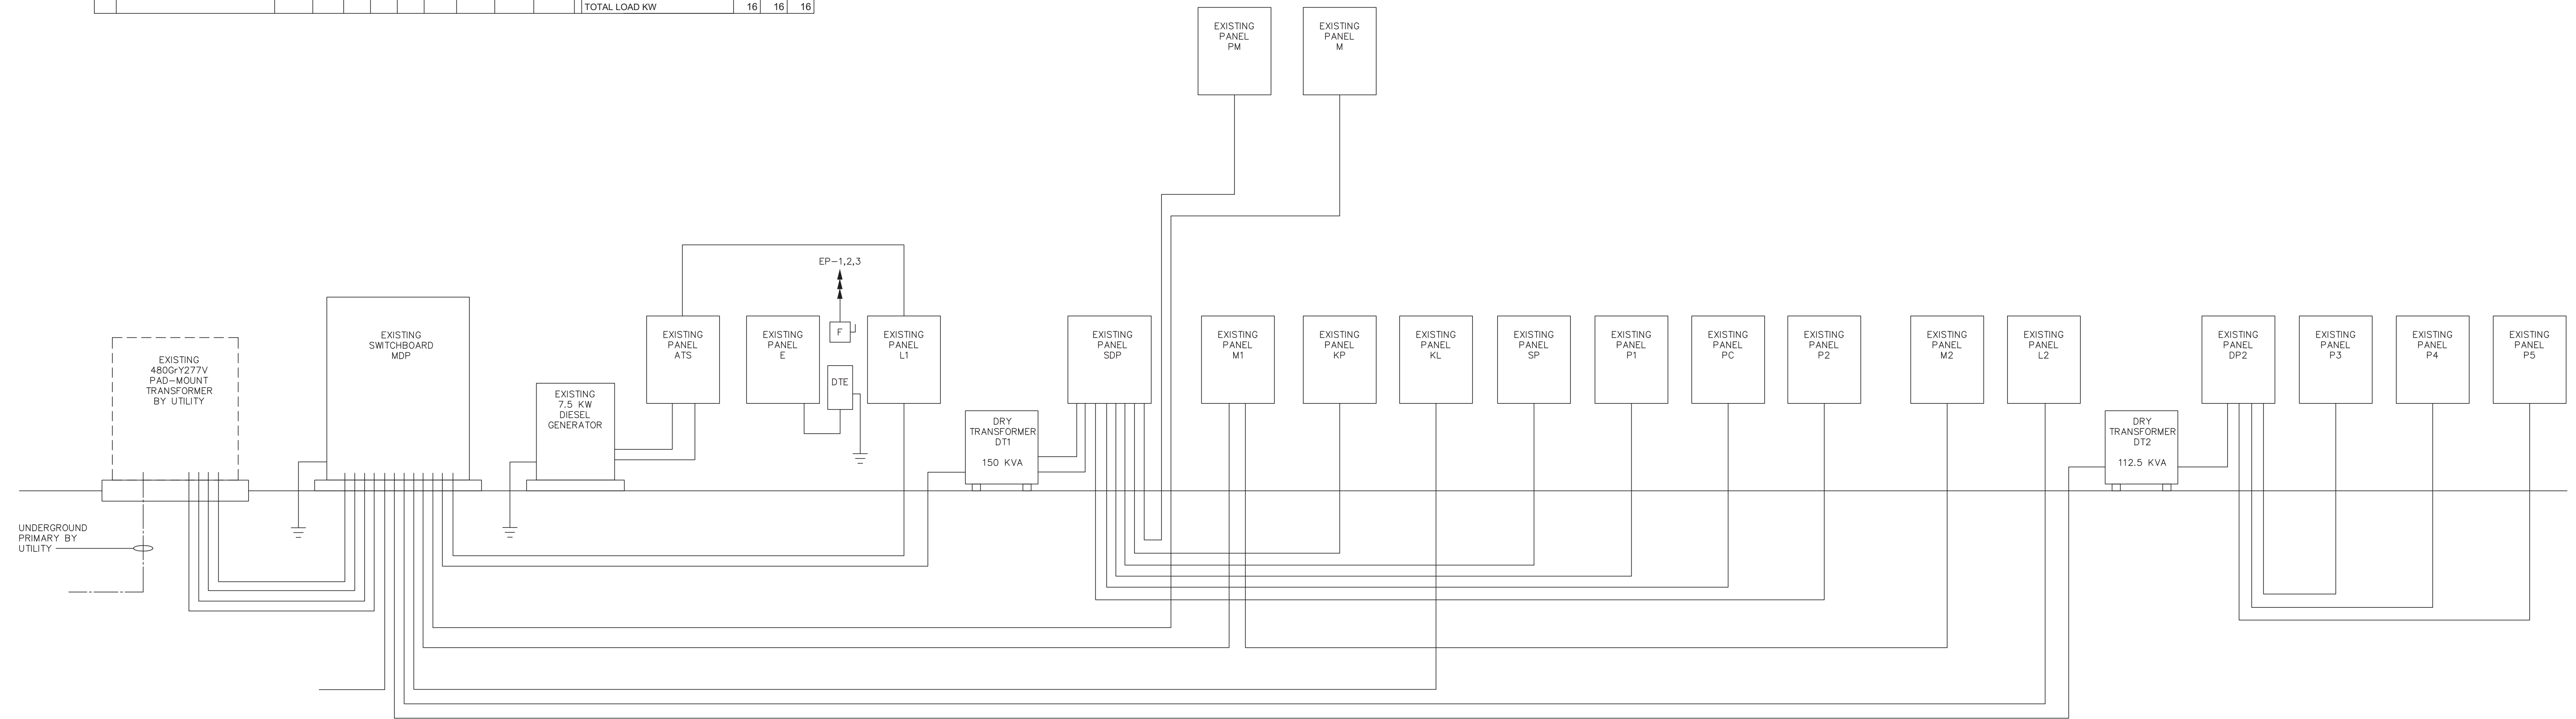 TOTAL LOAD KW 16 16 16
EXISTING
PANEL
PM
EXISTING
PANEL
M
EP-1,2,3
F
EXISTING
480GrY277V
PAD-MOUNT
TRANSFORMER
BY UTILITY
EXISTING
SWITCHBOARD
MDP
EXISTING
7.5 KW
DIESEL
GENERATOR
EXISTING
PANEL
ATS
EXISTING
PANEL
E
DTE
EXISTING
PANEL
L1
DRY
TRANSFORMER
DT1
150 KVA
EXISTING
PANEL
SDP
EXISTING
PANEL
M1
EXISTING
PANEL
KP
EXISTING
PANEL
KL
EXISTING
PANEL
SP
EXISTING
PANEL
P1
EXISTING
PANEL
PC
EXISTING
PANEL
P2
EXISTING
PANEL
M2
EXISTING
PANEL
L2
DRY
TRANSFORMER
DT2
112.5 KVA
EXISTING
PANEL
DP2
EXISTING
PANEL
P3
EXISTING
PANEL
P4
EXISTING
PANEL
P5
UNDERGROUND
PRIMARY BY
UTILITY